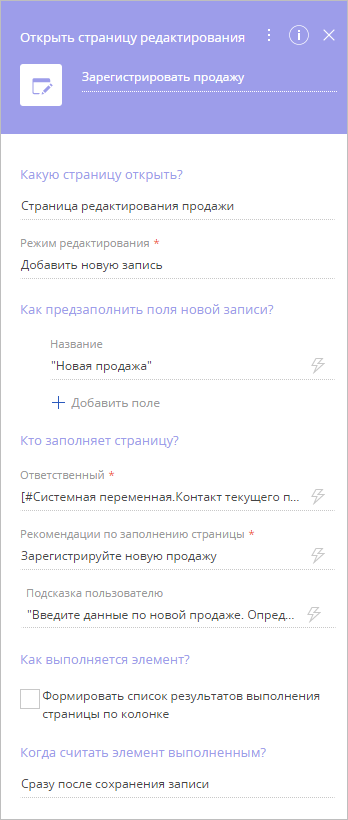 Открыть страницу редактирования
Зарегистрировать продажу
Какую страницу открыть?
Страница редактирования продажи
Режим редактирования *
Добавить новую запись
Как предзаполнить поля новой записи?
Название
"Новая продажа"
Добавить поле
Кто заполняет страницу?
Ответственный *
[#Системная переменная.Контакт текущего п...
Рекомендации по заполнению страницы *
Зарегистрируйте новую продажу
Подсказка пользователю
"Введите данные по новой продаже. Опред...
Как выполняется элемент?
Формировать список результатов выполнения
страницы по колонке
Когда считать элемент выполненным?
Сразу после сохранения записи